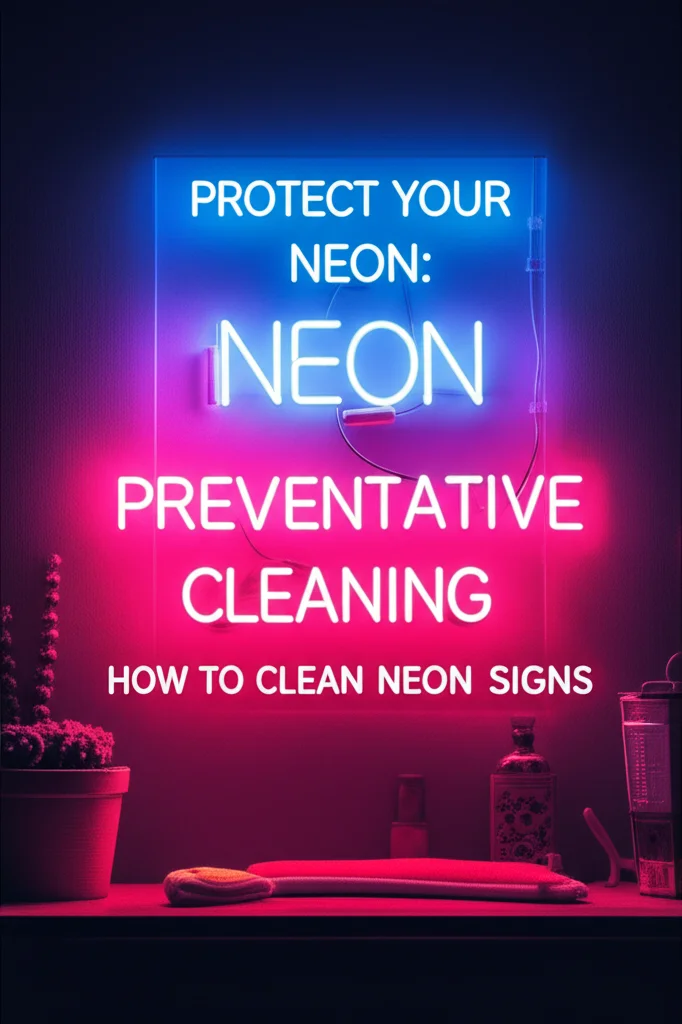 PROTECT YOUR
NEON:
NEON
PREVENTATIVE
CLEANING
HOW TO CLEAN NEON SIGNS